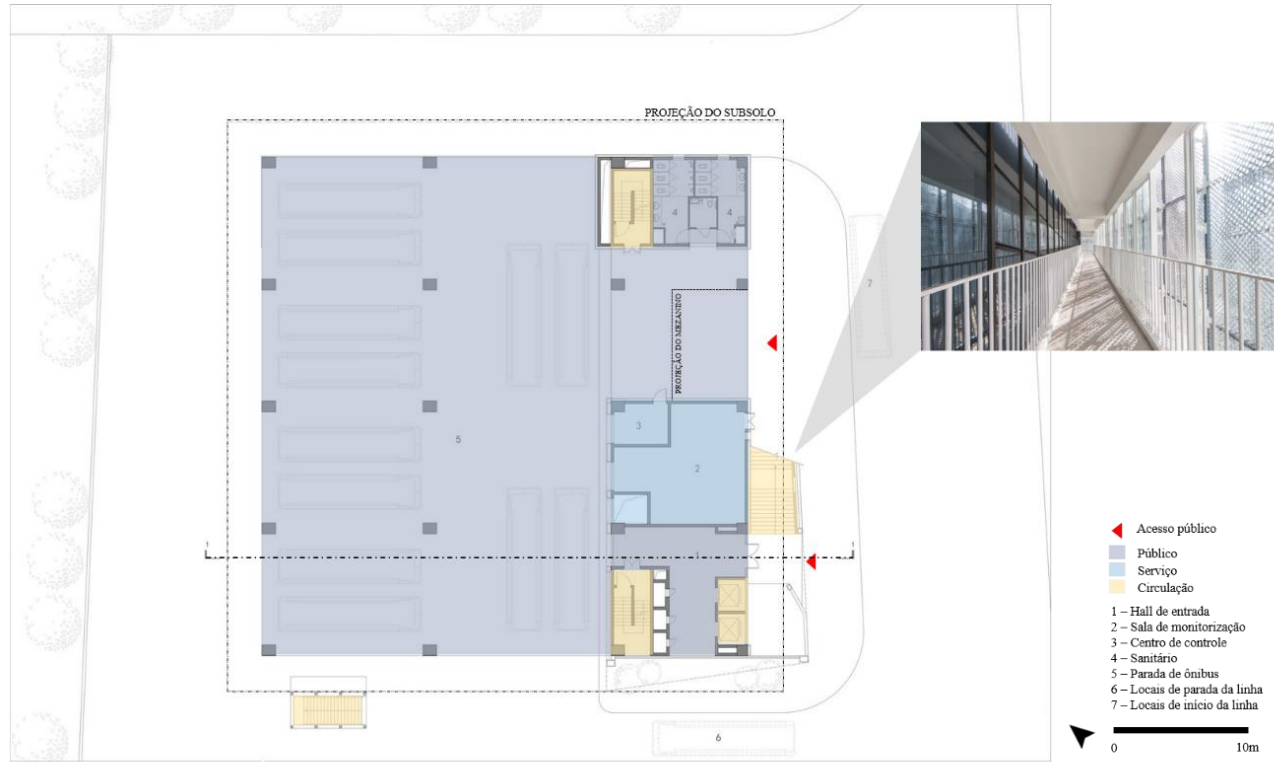 PROJEÇÃO DO SUBSOLO
4
4
7
PROJEÇÃO DO MEZANINO
3
5
2
1
1
1
6
Acesso público
Público
Serviço
Circulação
1 – Hall de entrada
2 – Sala de monitorização
3 – Centro de controle
4 – Sanitário
5 – Parada de ônibus
6 – Locais de parada da linha
7 – Locais de início da linha
0
10m